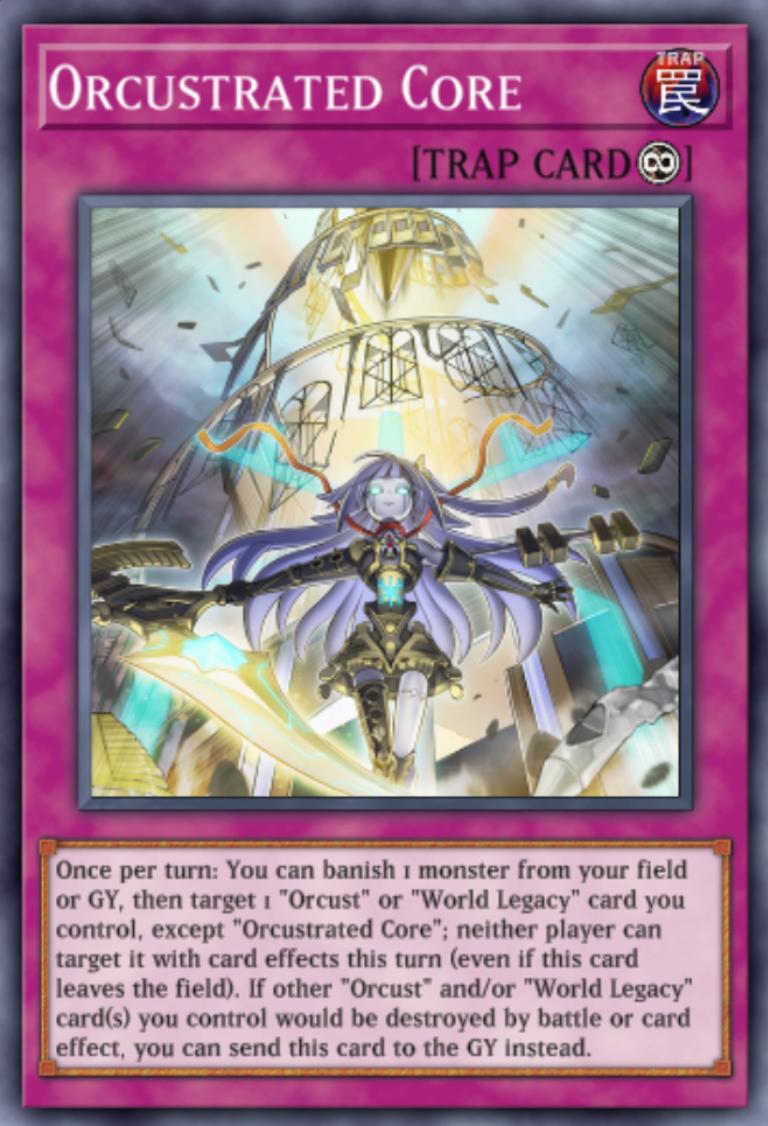 ORCUSTRATED CORE
TRAP
罠
[TRAP CARD♾]
Once per turn: You can banish 1 monster from your field
or GY, then target 1 "Orcust" or "World Legacy" card you
control, except "Orcustrated Core"; neither player can
target it with card effects this turn (even if this card
leaves the field). If other "Orcust" and/or "World Legacy"
card(s) you control would be destroyed by battle or card
effect, you can send this card to the GY instead.